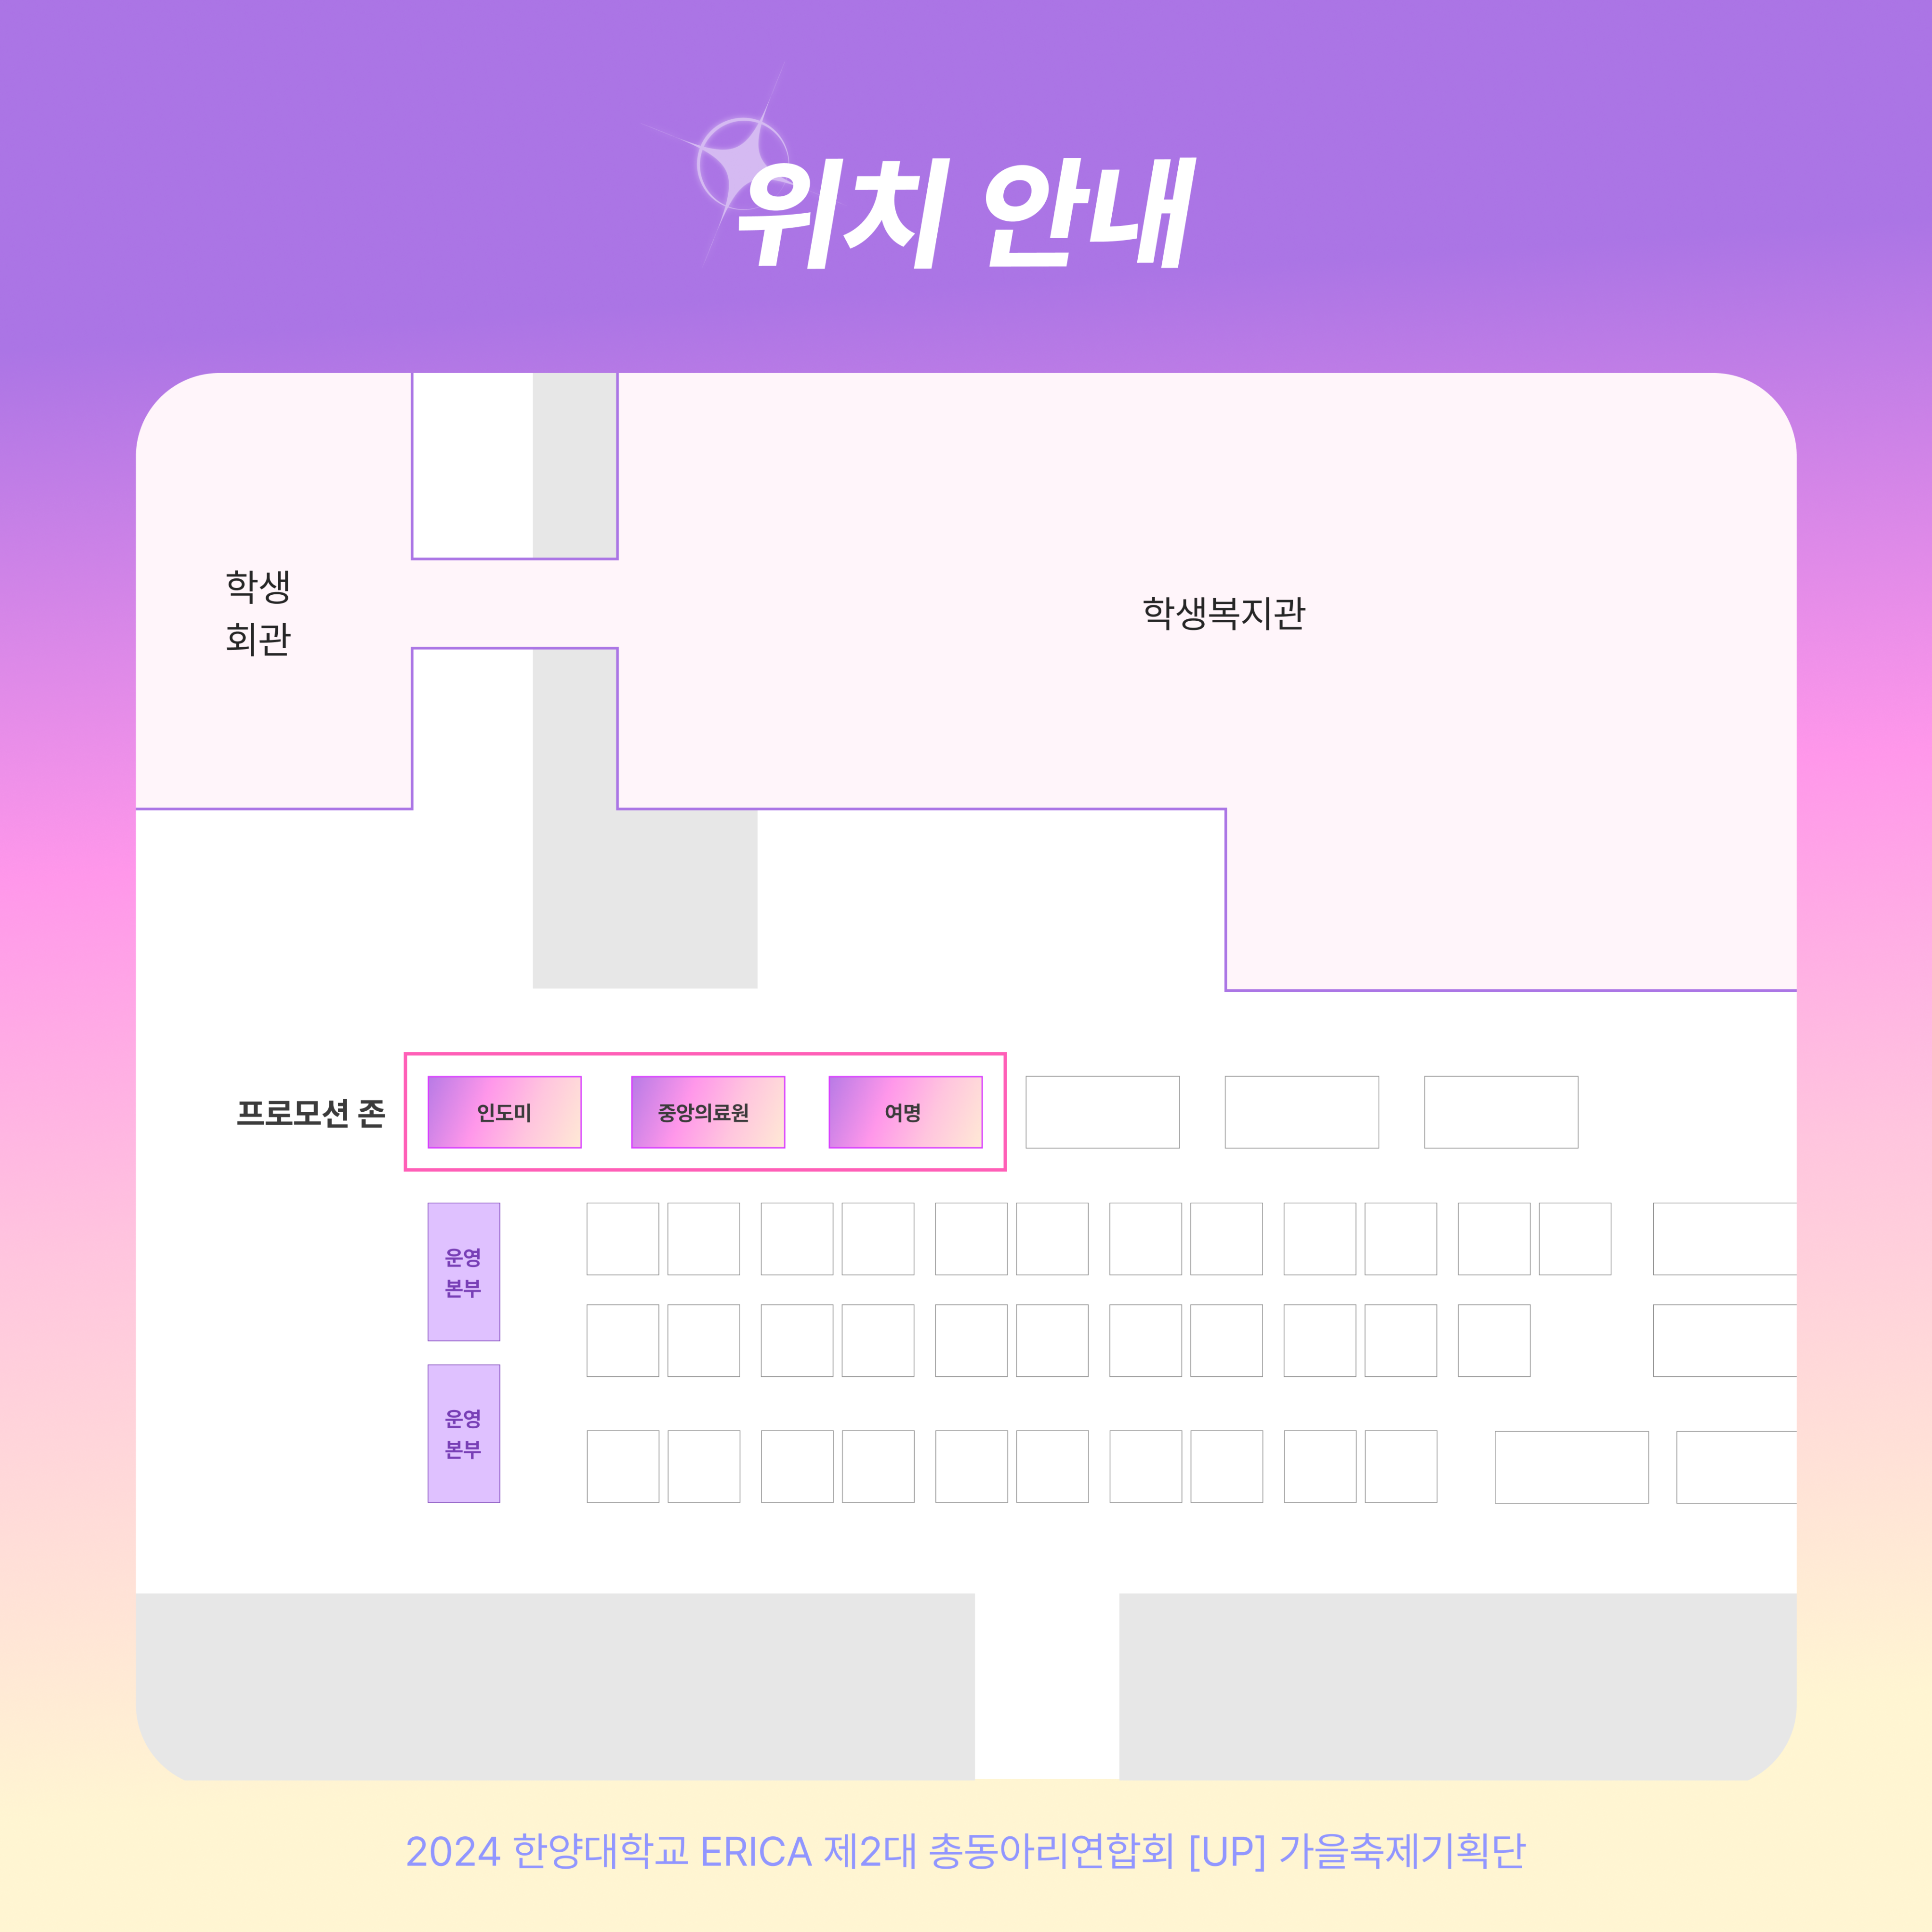 위치 안내
학생
회관
학생복지관
프로모션 존
인도미
중앙의료원
여명
운영
본부
운영
본부
2024 한양대학교 ERICA 제2대 총동아리연합회 [UP] 가을축제기획단